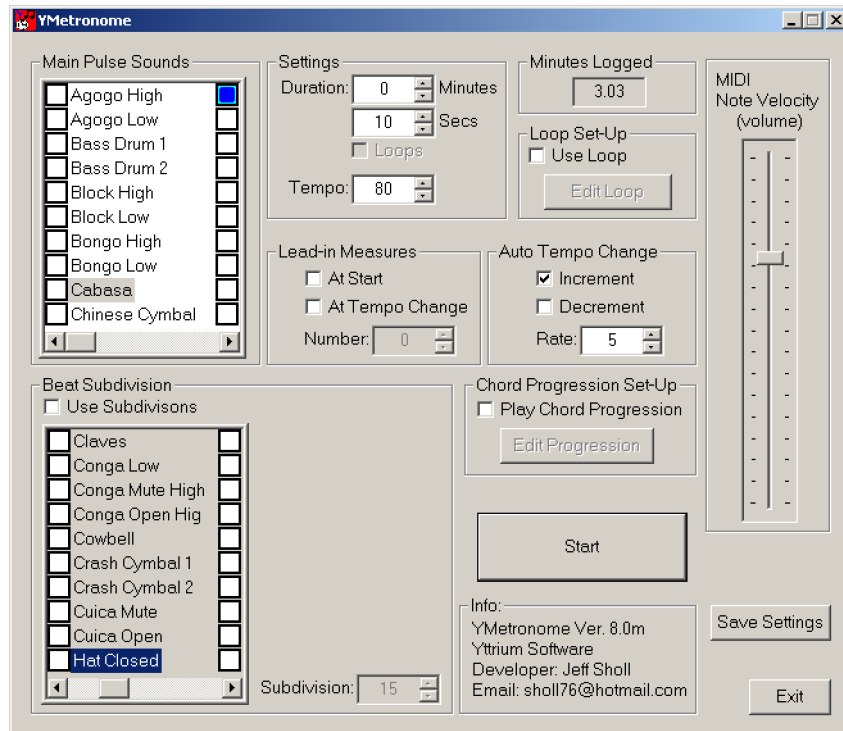 YMetronome
Main Pulse Sounds
Agogo High
Agogo Low
Bass Drum 1
Bass Drum 2
Block High
Block Low
Bongo High
Bongo Low
Cabasa
Chinese Cymbal
Settings
Duration: 0 Minutes
10 Secs
Loops
Tempo: 80
Minutes Logged
3.03
Loop Set-Up
Use Loop
Edit Loop
MIDI
Note Velocity
(volume)
Lead-in Measures
At Start
At Tempo Change
Number: 0
Auto Tempo Change
Increment
Decrement
Rate: 5
Beat Subdivision
Use Subdivisons
Claves
Conga Low
Conga Mute High
Conga Open Hig
Cowbell
Crash Cymbal 1
Crash Cymbal 2
Cuica Mute
Cuica Open
Hat Closed
Subdivision: 15
Chord Progression Set-Up
Play Chord Progression
Edit Progression
Start
Info:
YMetronome Ver. 8.0m
Yttrium Software
Developer: Jeff Sholl
Email: sholl76@hotmail.com
Save Settings
Exit